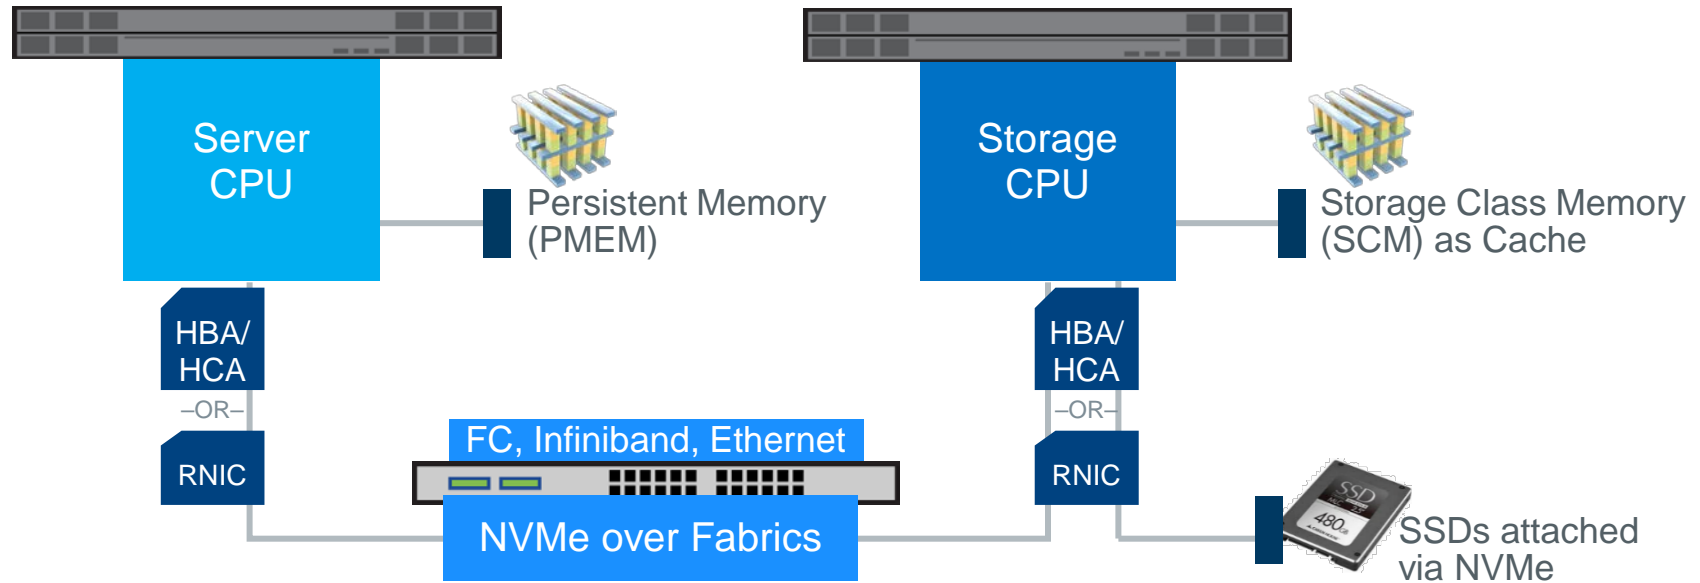 Server
CPU
Persistent Memory
(PMEM)
Storage
CPU
Storage Class Memory
(SCM) as Cache
HBA/
HCA
–OR–
RNIC
FC, Infiniband, Ethernet
NVMe over Fabrics
HBA/
HCA
–OR–
RNIC
SSD
480
SSDs attached
via NVMe